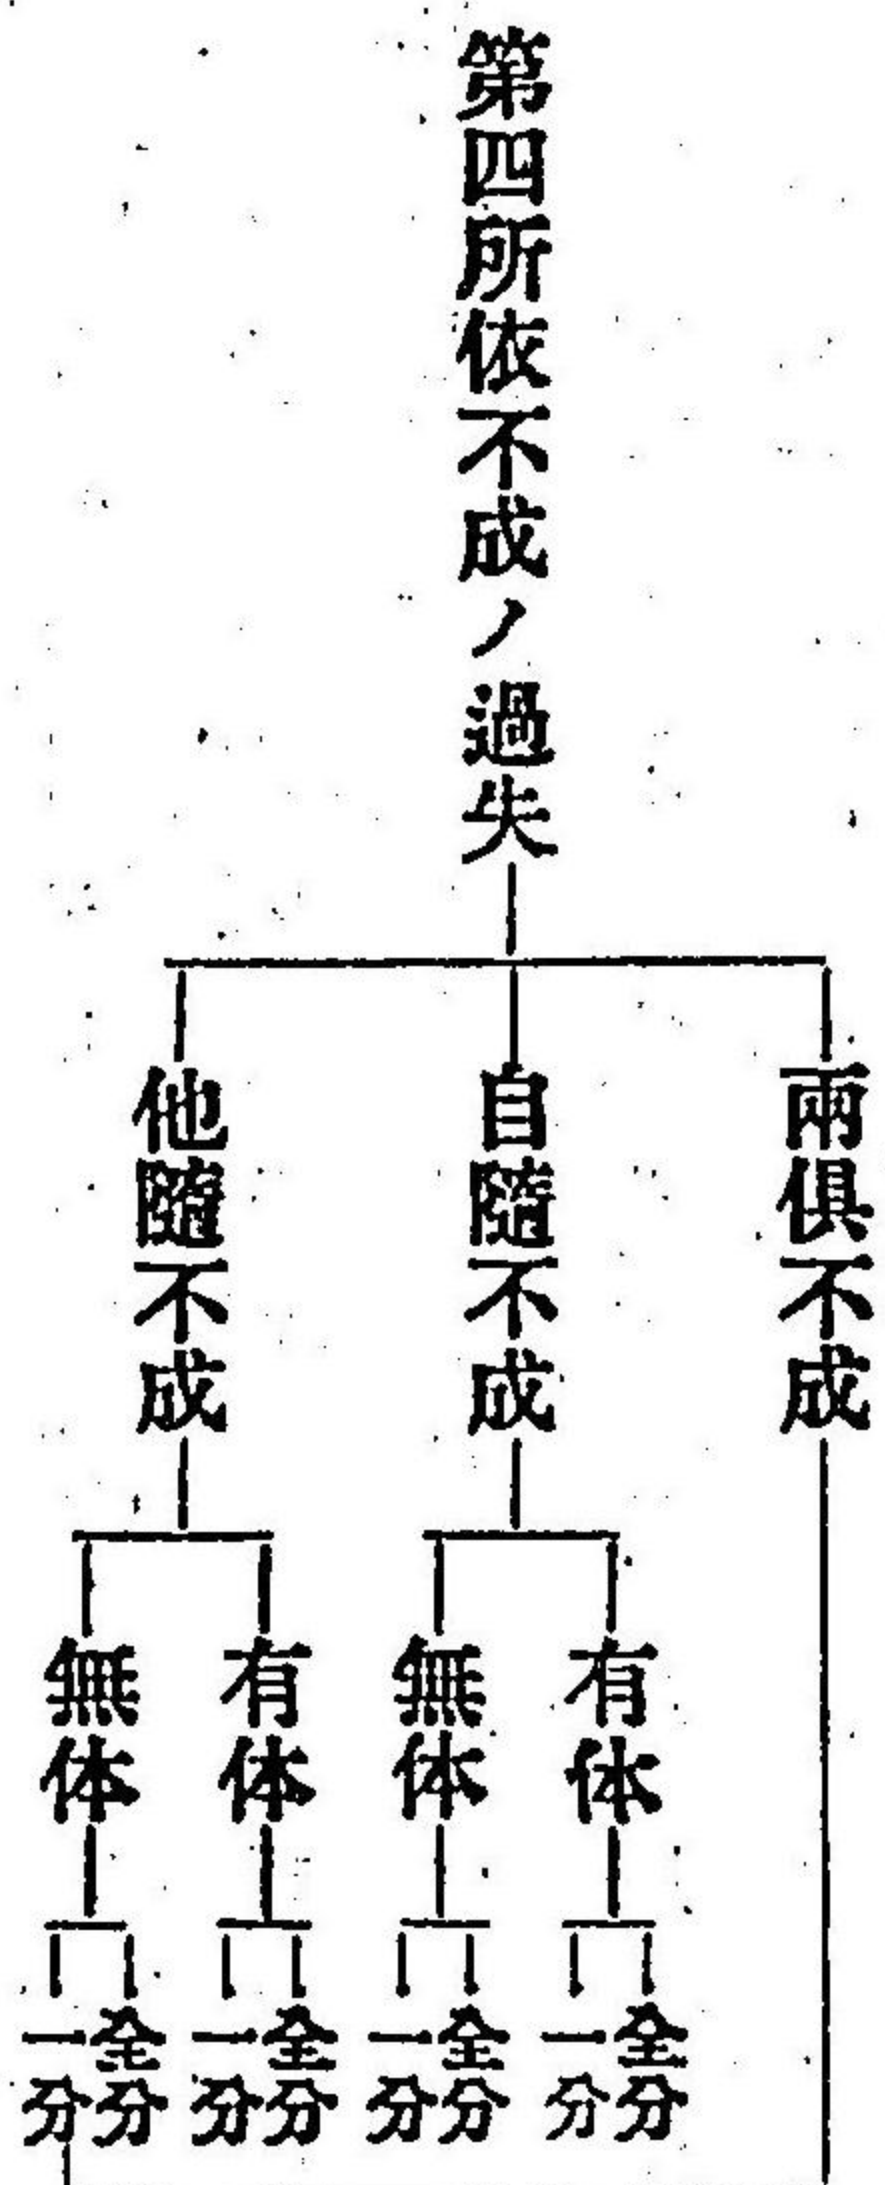 第四所依不成ノ過失
兩俱不成
自隨不成
有体
全分
一分
無体
全分
一分
他隨不成
有体
全分
一分
無体
全分
一分